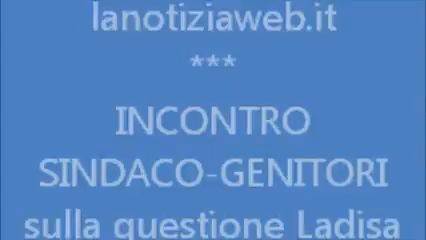 lanotiziaweb.it
***
INCONTRO
SINDACO-GENITORI
sulla questione Ladisa